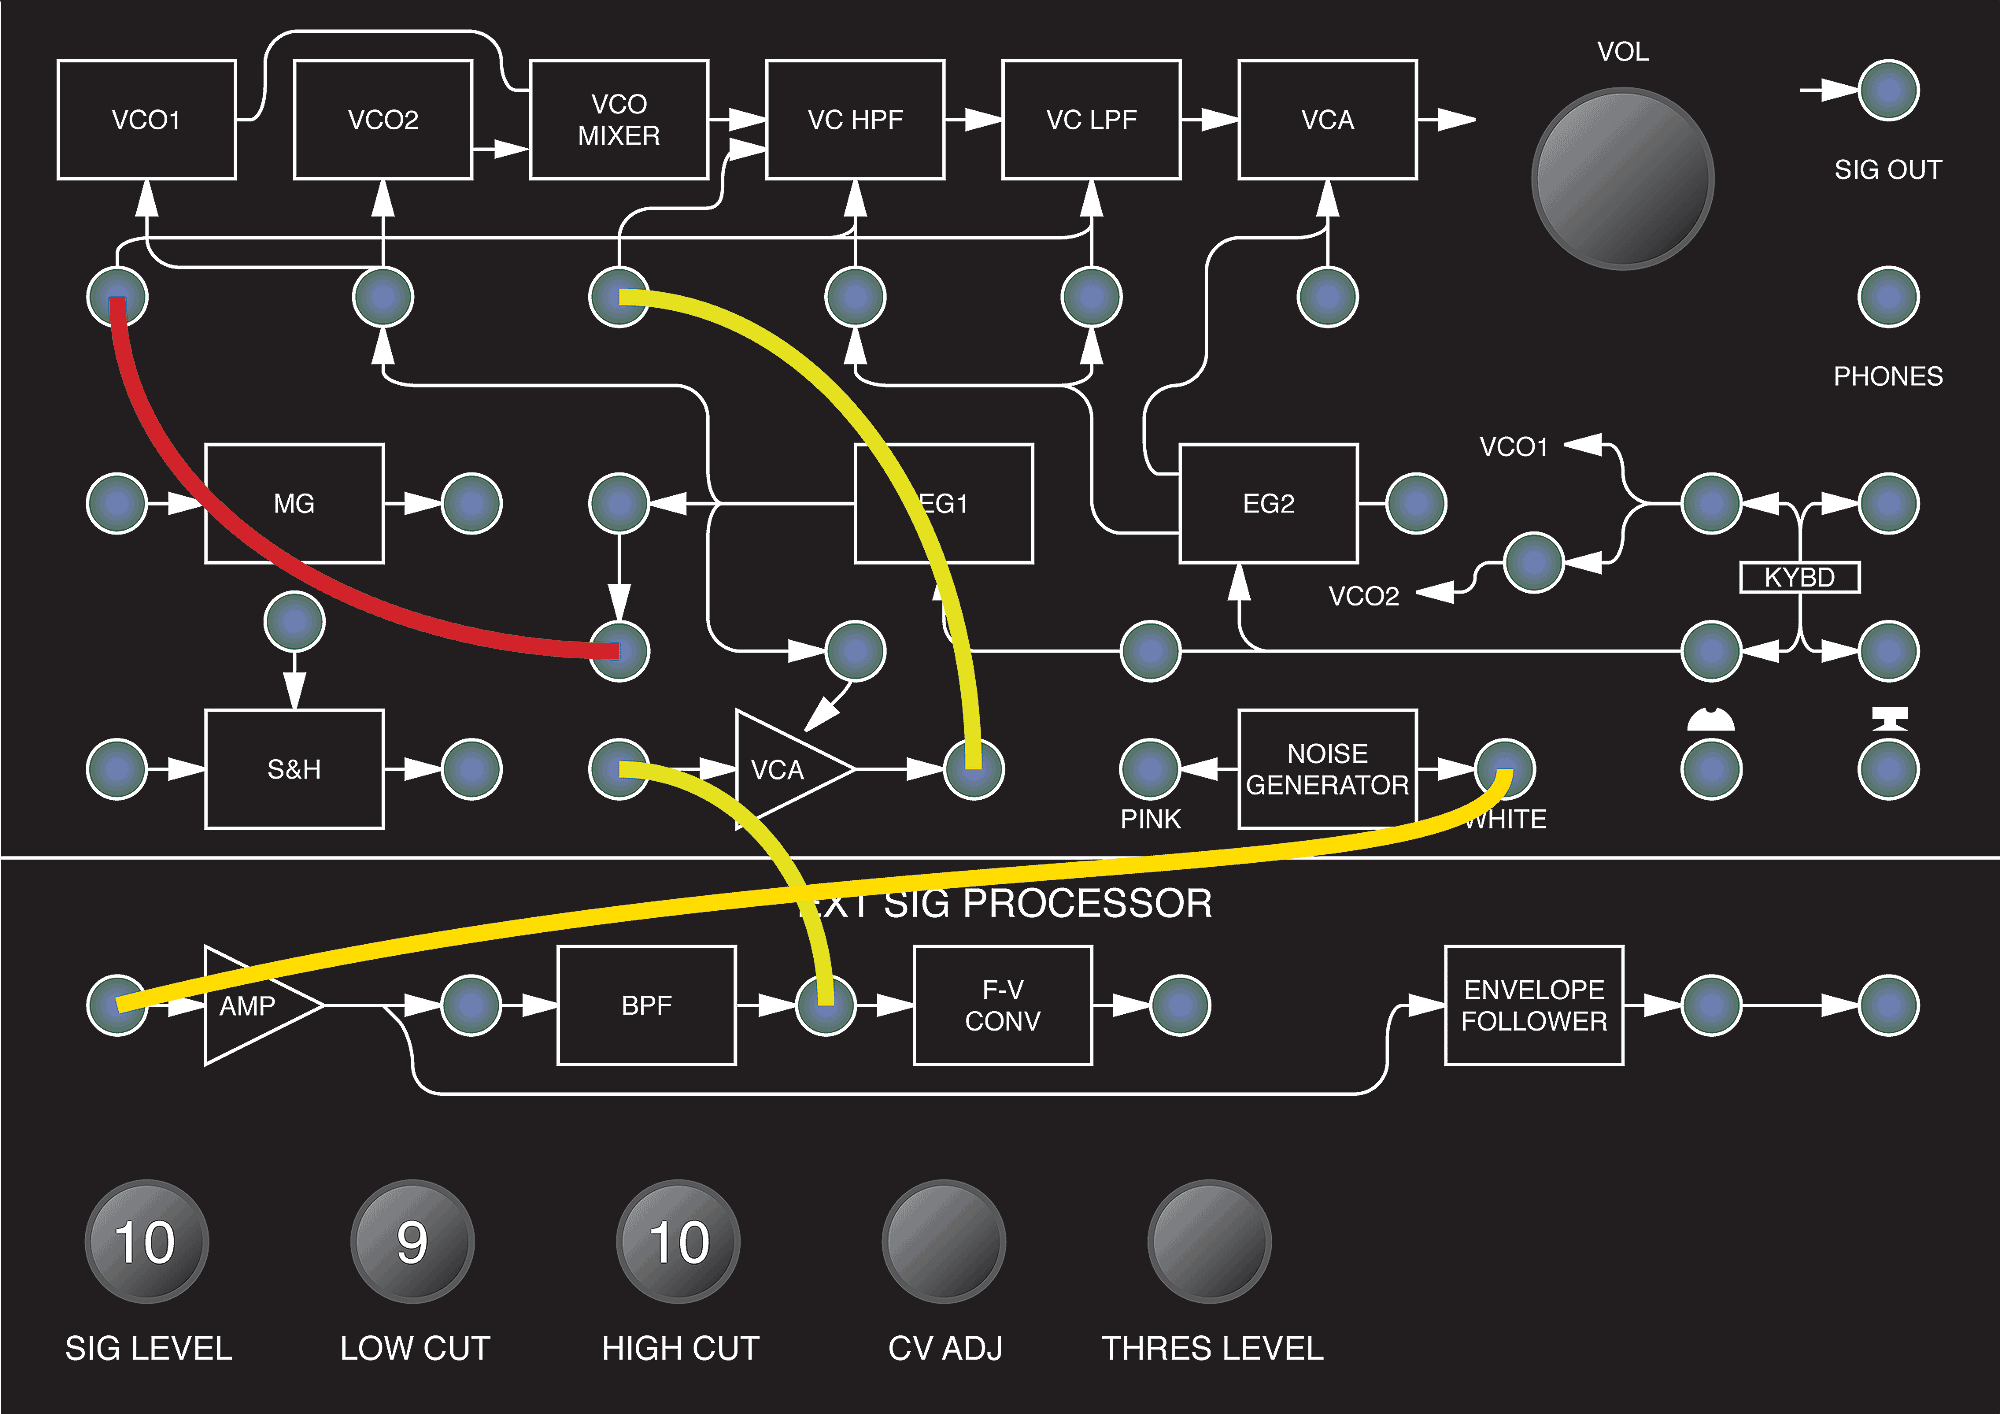 VOL
VCO1
VCO2
VCO
MIXER
VC HPF
VC LPF
VCA
SIG OUT
PHONES
MG
EG1
EG2
VCO1
VCO2
KYBD
S&H
VCA
NOISE
GENERATOR
PINK
WHITE
EXT SIG PROCESSOR
AMP
BPF
F-V
CONV
ENVELOPE
FOLLOWER
10
9
10
SIG LEVEL
LOW CUT
HIGH CUT
CV ADJ
THRES LEVEL